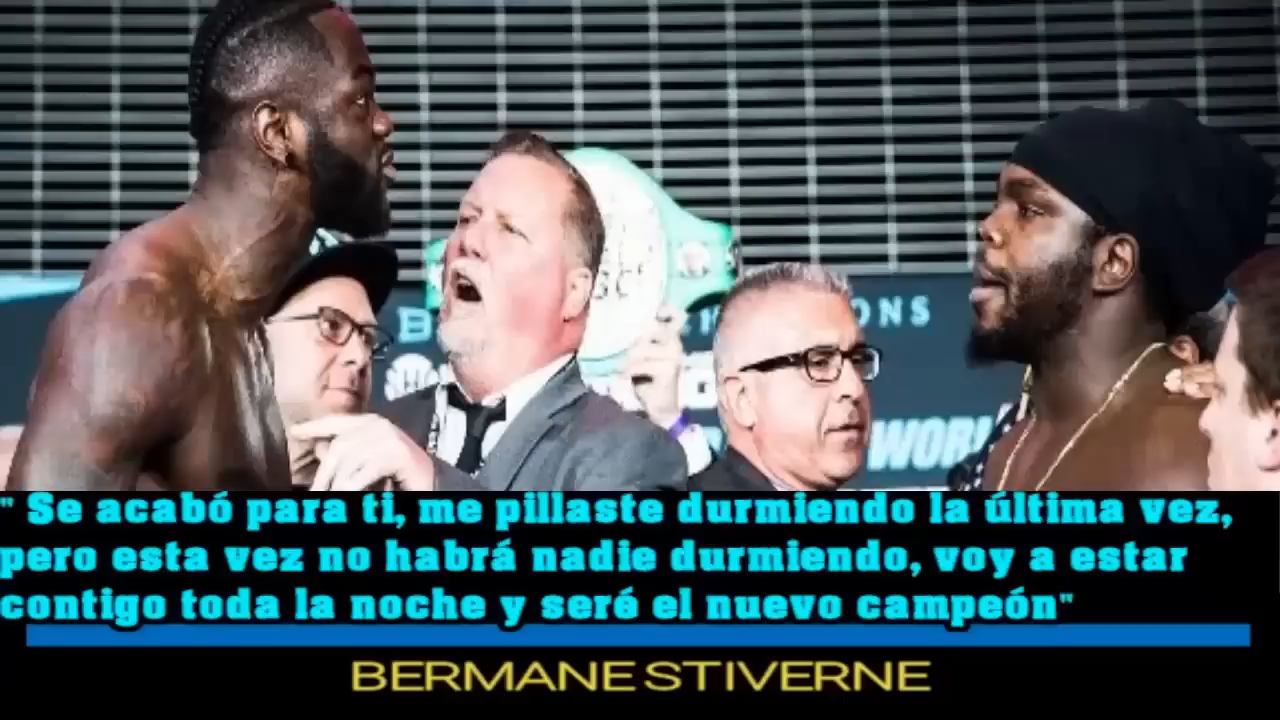 WORL
" Se acabó para ti, me pillaste durmiendo la última vez,
pero esta vez no habrá nadie durmiendo, voy a estar
contigo toda la noche y seré el nuevo campeón"
BERMANE STIVERNE